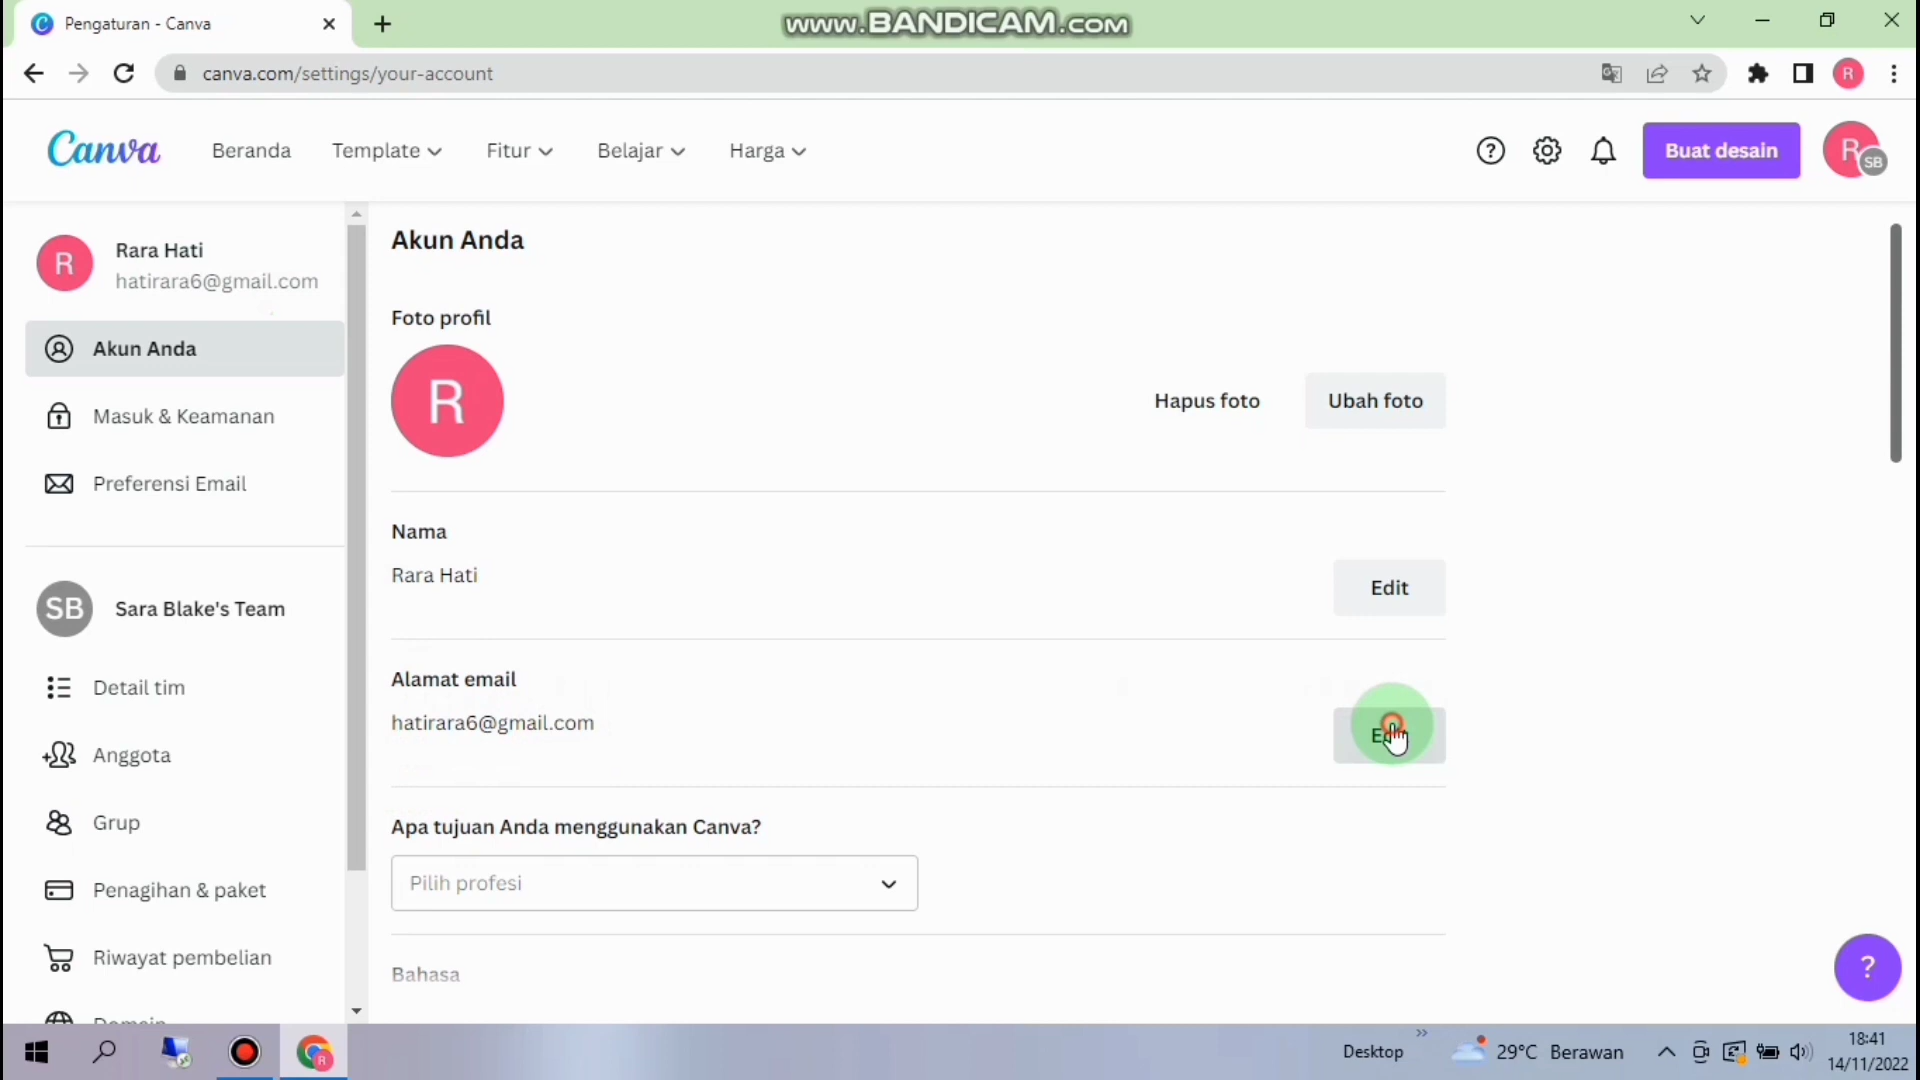 Pengaturan - Canva
www.BANDICAM.com
canva.com/settings/your-account
R
Canva
Beranda
Template
Fitur
Belajar
Harga
Buat desain
R
SB
R
Rara Hati
hatirara6@gmail.com
Akun Anda
Masuk & Keamanan
Preferensi Email
SB
Sara Blake's Team
Detail tim
Anggota
Grup
Penagihan & paket
Riwayat pembelian
Domain
Akun Anda
Foto profil
R
Hapus foto
Ubah foto
Nama
Rara Hati
Edit
Alamat email
hatirara6@gmail.com
Apa tujuan Anda menggunakan Canva?
Pilih profesi
Bahasa
?
Desktop
29°C Berawan
18:41
14/11/2022